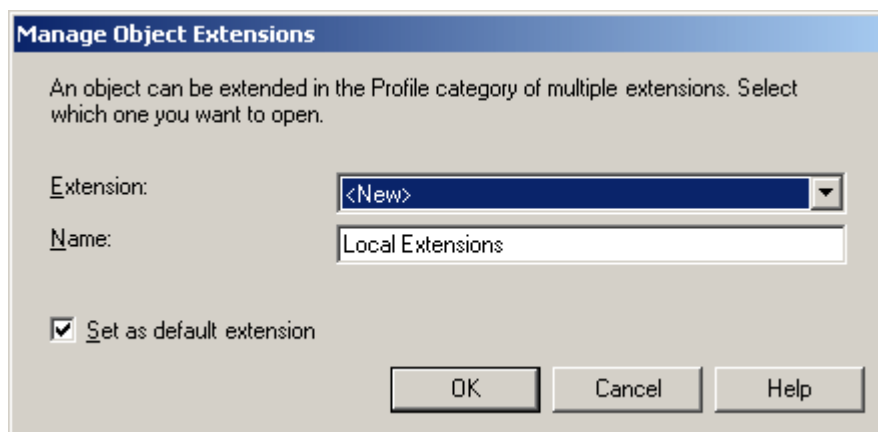 Manage Object Extensions
An object can be extended in the Profile category of multiple extensions. Select
which one you want to open.
Extension: <New>
Name: Local Extensions
Set as default extension
OK Cancel Help